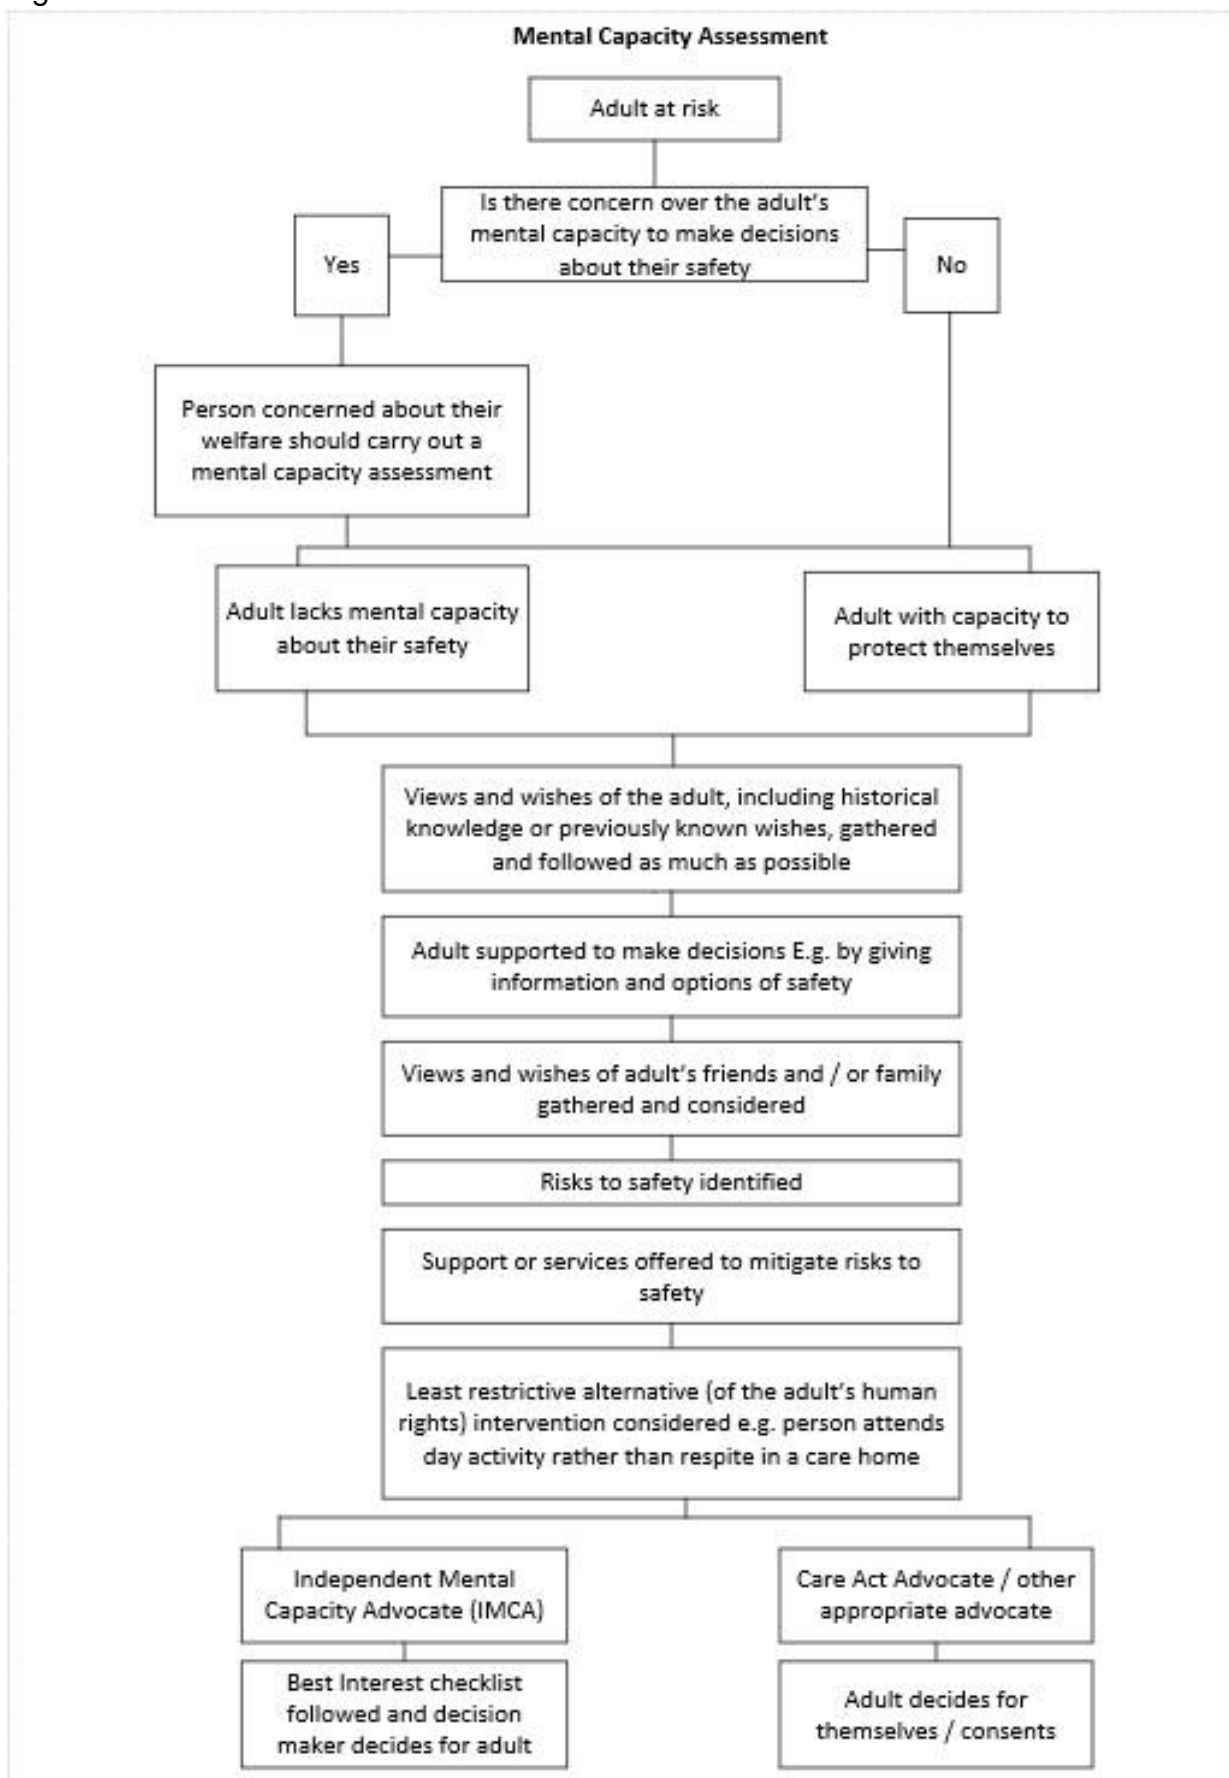 Mental Capacity Assessment
Adult at risk
Is there concern over the adult's
mental capacity to make decisions
about their safety
Yes
No
Person concerned about their
welfare should carry out a
mental capacity assessment
Adult lacks mental capacity
about their safety
Adult with capacity to
protect themselves
Views and wishes of the adult, including historical
knowledge or previously known wishes, gathered
and followed as much as possible
Adult supported to make decisions E.g. by giving
information and options of safety
Views and wishes of adult's friends and / or family
gathered and considered
Risks to safety identified
Support or services offered to mitigate risks to
safety
Least restrictive alternative (of the adult's human
rights) intervention considered e.g. person attends
day activity rather than respite in a care home
Independent Mental
Capacity Advocate (IMCA)
Care Act Advocate / other
appropriate advocate
Best Interest checklist
followed and decision
maker decides for adult
Adult decides for
themselves / consents